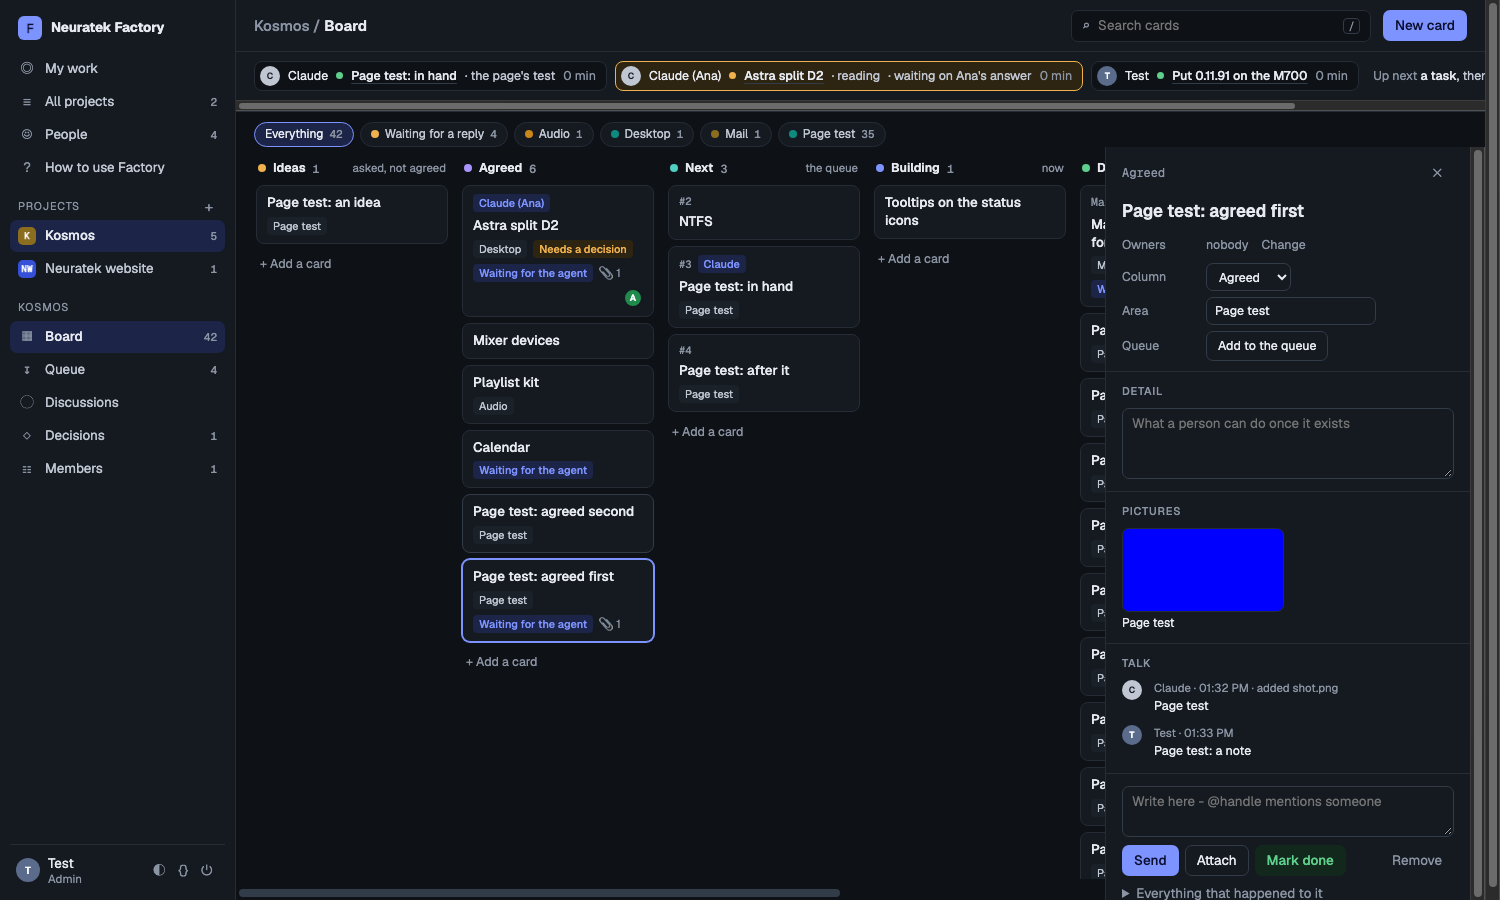 F Neuratek Factory
My work
All projects 2
People 4
? How to use Factory
PROJECTS +
K Kosmos 5
NW Neuratek website 1
KOSMOS
Board 42
Queue 4
Discussions
Decisions 1
Members 1
T Test
Admin
{}
Kosmos / Board
Search cards /
New card
C Claude Page test: in hand · the page's test 0 min
C Claude (Ana) Astra split D2 · reading · waiting on Ana's answer 0 min
T Test Put 0.11.91 on the M700 0 min
Up next a task, then
Everything 42
Waiting for a reply 4
Audio 1
Desktop 1
Mail 1
Page test 35
Ideas 1 asked, not agreed
Page test: an idea
Page test
+ Add a card
Agreed 6
Claude (Ana)
Astra split D2
Desktop Needs a decision
Waiting for the agent 1
A
Mixer devices
Playlist kit
Audio
Calendar
Waiting for the agent
Page test: agreed second
Page test
Page test: agreed first
Page test
Waiting for the agent 1
+ Add a card
Next 3 the queue
#2
NTFS
#3 Claude
Page test: in hand
Page test
#4
Page test: after it
Page test
+ Add a card
Building 1 now
Tooltips on the status
icons
+ Add a card
Agreed ×
Page test: agreed first
Owners nobody Change
Column Agreed
Area Page test
Queue Add to the queue
DETAIL
What a person can do once it exists
PICTURES
Page test
TALK
C Claude · 01:32 PM · added shot.png
Page test
T Test · 01:33 PM
Page test: a note
Write here - @handle mentions someone
Send Attach Mark done Remove
Everything that happened to it